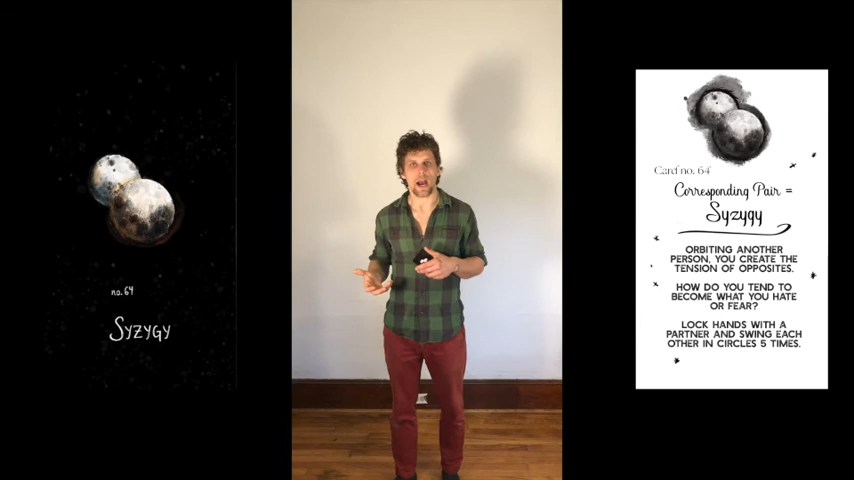 no. 64
SYZYGY
Card no. 64
Corresponding Pair =
Syzygy
ORBITING ANOTHER
PERSON, YOU CREATE THE
TENSION OF OPPOSITES.
HOW DO YOU TEND TO
BECOME WHAT YOU HATE
OR FEAR?
LOCK HANDS WITH A
PARTNER AND SWING EACH
OTHER IN CIRCLES 5 TIMES.